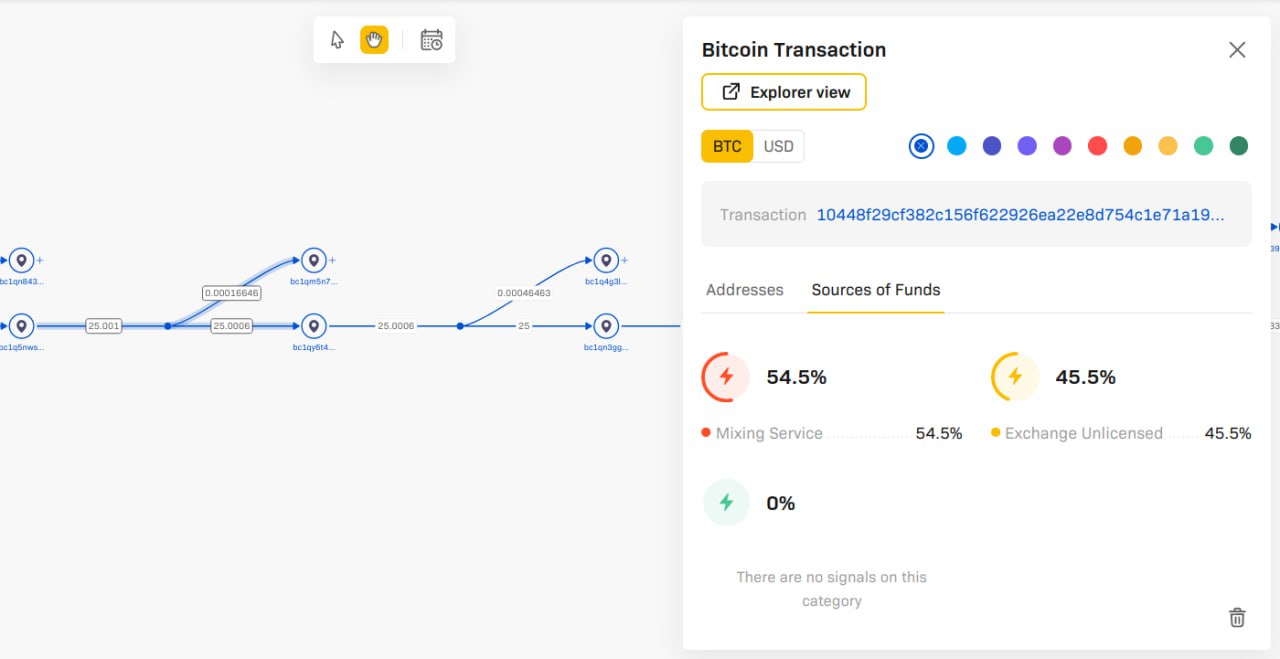 Bitcoin Transaction
Explorer view
BTC USD
Transaction 10448f29cf382c156f622926ea22e8d754c1e71a19...
Addresses Sources of Funds
54.5% 45.5%
Mixing Service 54.5% Exchange Unlicensed 45.5%
0%
There are no signals on this
category
bc1qn843... bc1qm5n7... bc1q4g3l...
0.00016646 0.00046463
25.001 25.0006 25.0006 25
bc1q5nws... bc1qy6t4... bc1qn3gg...